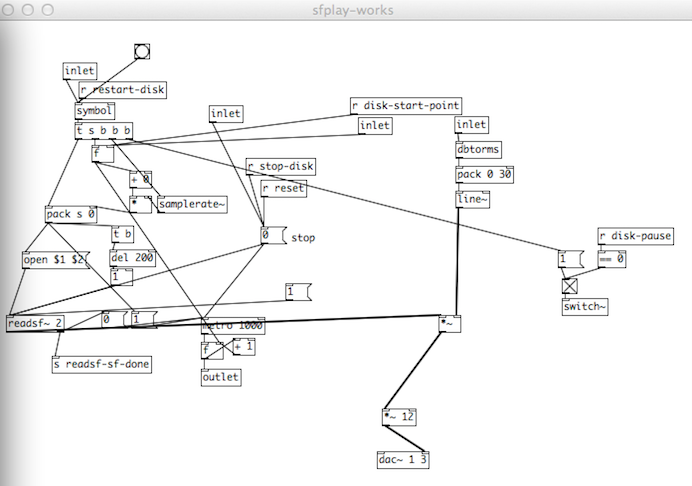 sfplay-works
inlet
r restart-disk
symbol
t s b b b
r disk-start-point
inlet
inlet
inlet
f
dbtorms
r stop-disk
+ 0
pack 0 30
r reset
*
samplerate~
line~
pack s 0
t b
0
stop
r disk-pause
open $1 $2
del 200
1
== 0
1
switch~
1
readsf~ 2
0
1
metro 1000
*~
f
+ 1
s readsf-sf-done
outlet
*~ 12
dac~ 1 3